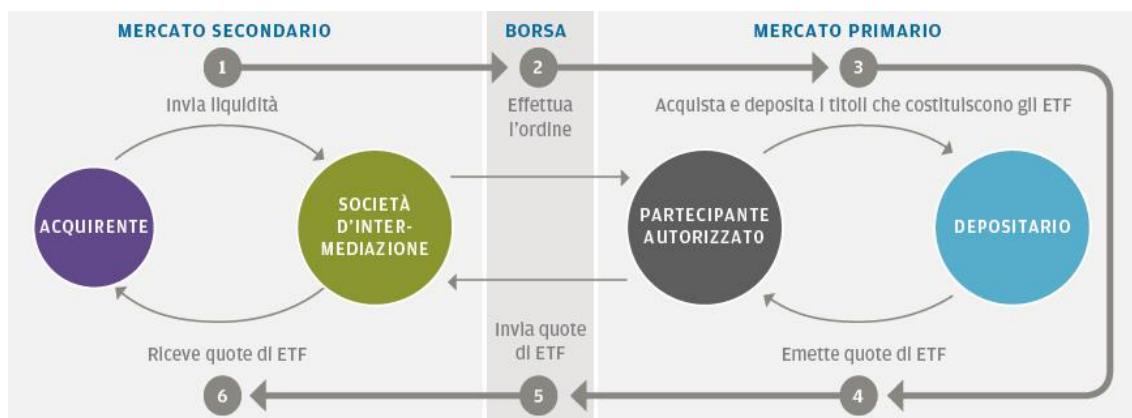 MERCATO SECONDARIO
BORSA
MERCATO PRIMARIO
1
2
3
Invia liquidità
Effettua
l'ordine
Acquista e deposita i titoli che costituiscono gli ETF
ACQUIRENTE
SOCIETÀ
D'INTER-
MEDIAZIONE
PARTECIPANTE
AUTORIZZATO
DEPOSITARIO
Riceve quote di ETF
Invia quote
di ETF
Emette quote di ETF
6
5
4